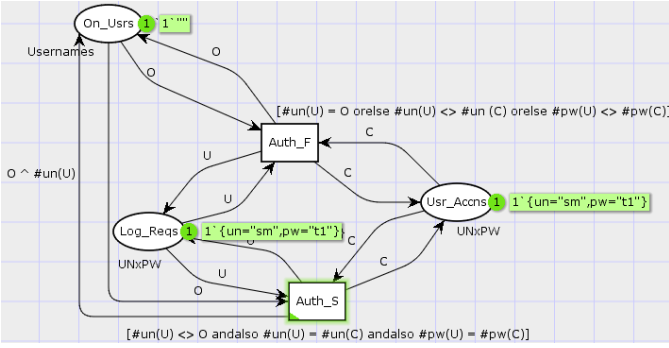 On_Usrs
1
1`""
Usernames
O
O
[#un(U) = O orelse #un(U) <> #un (C) orelse #pw(U) <> #pw(C)]
Auth_F
C
U
C
O ^ #un(U)
U
Usr_Accns
1
1`{un="sm",pw="t1"}
UNxPW
Log_Reqs
1
1`{un="sm",pw="t1"}
C
UNxPW
U
C
O
Auth_S
[#un(U) <> O andalso #un(U) = #un(C) andalso #pw(U) = #pw(C)]